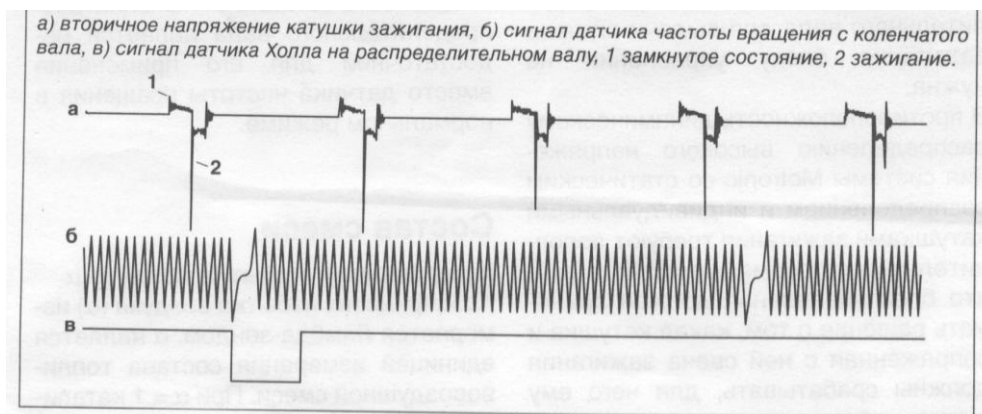 а) вторичное напряжение катушки зажигания, б) сигнал датчика частоты вращения с коленчатого
вала, в) сигнал датчика Холла на распределительном валу, 1 замкнутое состояние, 2 зажигание.
1
а
2
б
в